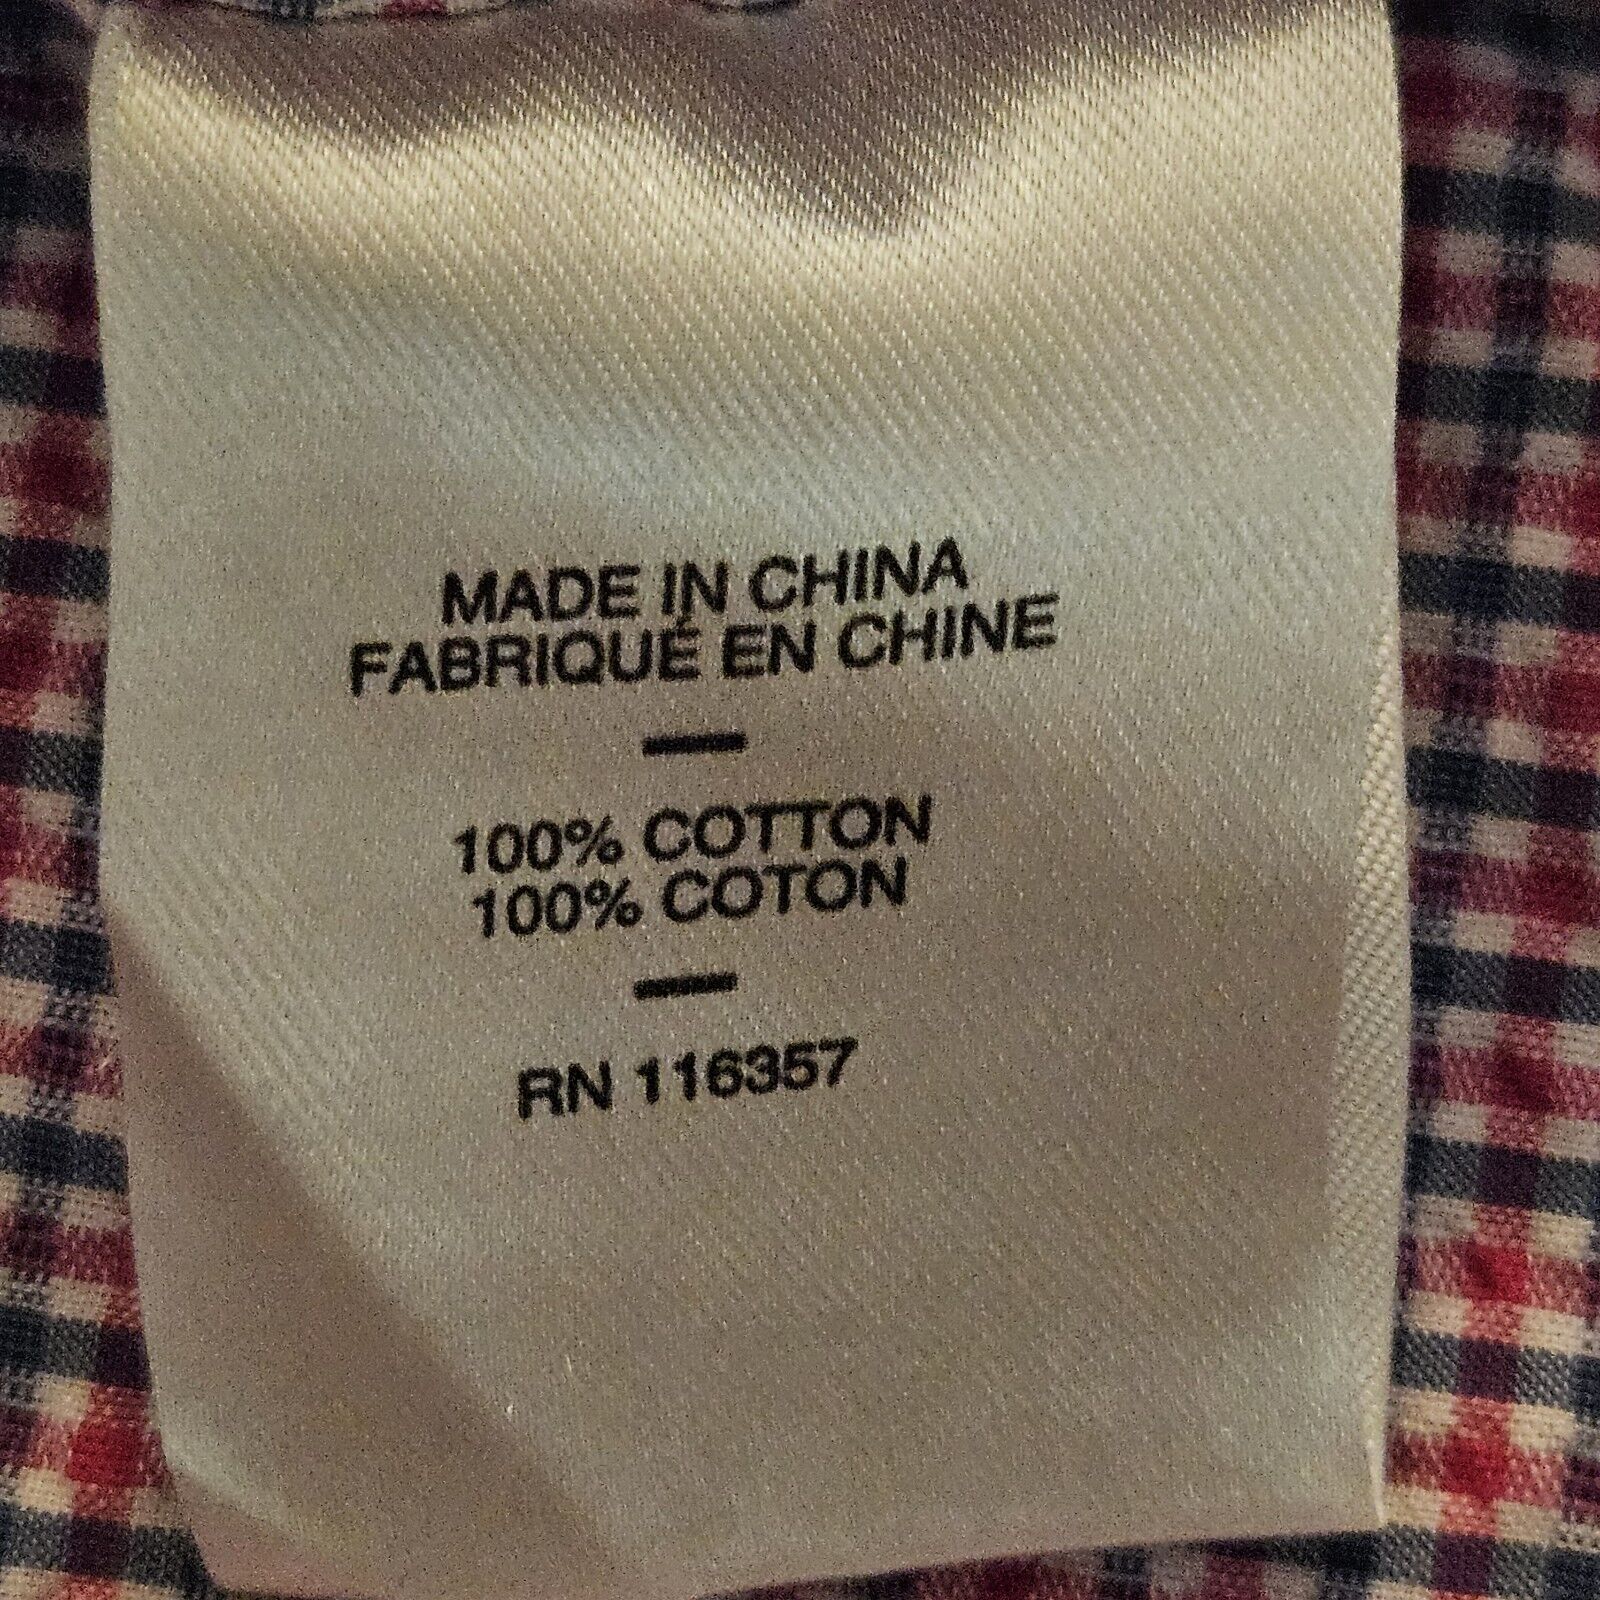 MADE IN CHINA
FABRIQUÉ EN CHINE
—
100% COTTON
100% COTON
—
RN 116357